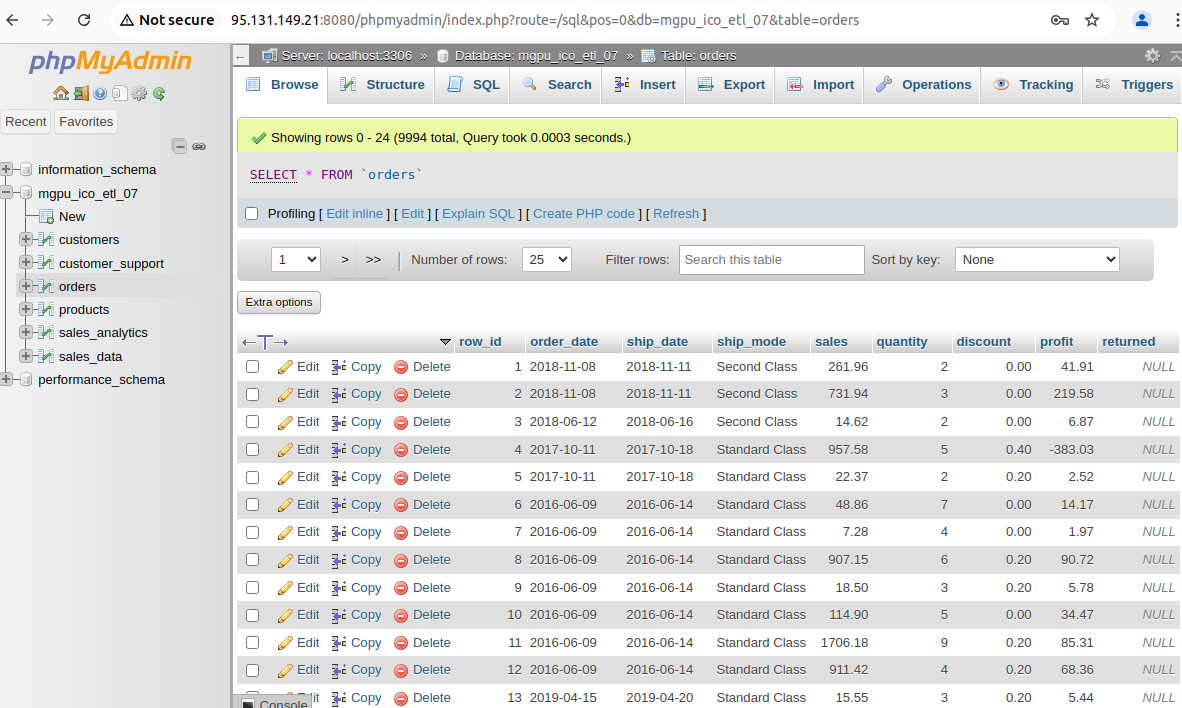 Not secure 95.131.149.21:8080/phpmyadmin/index.php?route=/sql&pos=0&db=mgpu_ico_etl_07&table=orders
phpMyAdmin
Recent Favorites
information_schema
mgpu_ico_etl_07
New
customers
customer_support
orders
products
sales_analytics
sales_data
performance_schema
Server: localhost:3306 » Database: mgpu_ico_etl_07 » Table: orders
Browse Structure SQL Search Insert Export Import Operations Tracking Triggers
Showing rows 0 - 24 (9994 total, Query took 0.0003 seconds.)
SELECT * FROM `orders`
Profiling [ Edit inline ] [ Edit ] [ Explain SQL ] [ Create PHP code ] [ Refresh ]
1 > >> | Number of rows: 25 Filter rows: Search this table Sort by key: None
Extra options
row_id order_date ship_date ship_mode sales quantity discount profit returned
Edit Copy Delete 1 2018-11-08 2018-11-11 Second Class 261.96 2 0.00 41.91 NULL
Edit Copy Delete 2 2018-11-08 2018-11-11 Second Class 731.94 3 0.00 219.58 NULL
Edit Copy Delete 3 2018-06-12 2018-06-16 Second Class 14.62 2 0.00 6.87 NULL
Edit Copy Delete 4 2017-10-11 2017-10-18 Standard Class 957.58 5 0.40 -383.03 NULL
Edit Copy Delete 5 2017-10-11 2017-10-18 Standard Class 22.37 2 0.20 2.52 NULL
Edit Copy Delete 6 2016-06-09 2016-06-14 Standard Class 48.86 7 0.00 14.17 NULL
Edit Copy Delete 7 2016-06-09 2016-06-14 Standard Class 7.28 4 0.00 1.97 NULL
Edit Copy Delete 8 2016-06-09 2016-06-14 Standard Class 907.15 6 0.20 90.72 NULL
Edit Copy Delete 9 2016-06-09 2016-06-14 Standard Class 18.50 3 0.20 5.78 NULL
Edit Copy Delete 10 2016-06-09 2016-06-14 Standard Class 114.90 5 0.00 34.47 NULL
Edit Copy Delete 11 2016-06-09 2016-06-14 Standard Class 1706.18 9 0.20 85.31 NULL
Edit Copy Delete 12 2016-06-09 2016-06-14 Standard Class 911.42 4 0.20 68.36 NULL
Copy Delete 13 2019-04-15 2019-04-20 Standard Class 15.55 3 0.20 5.44 NULL
Console